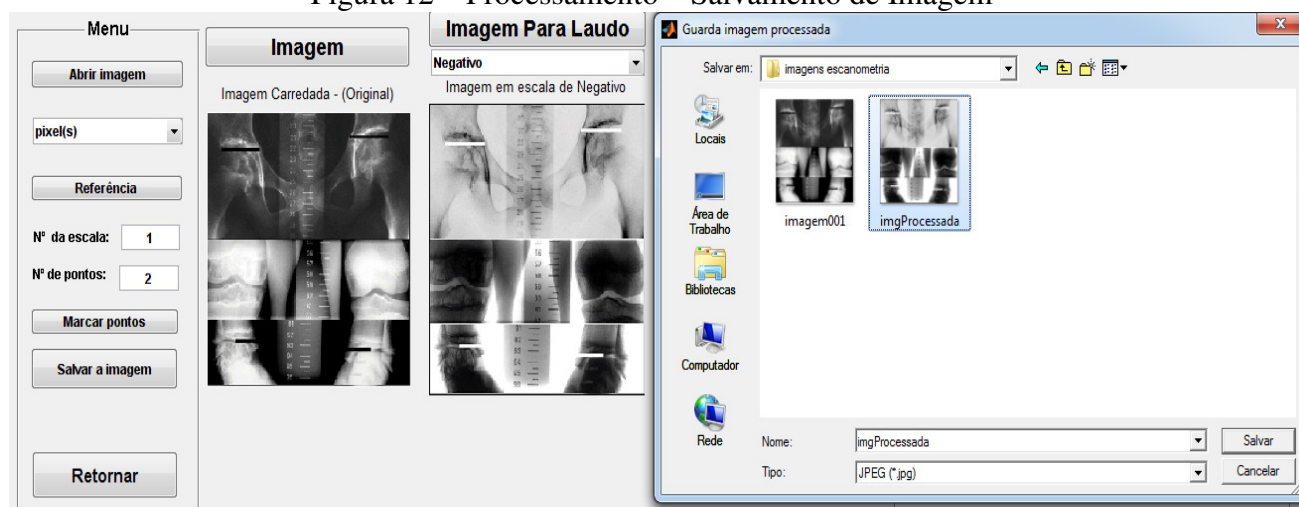 Figura 12 – Processamento – Salvamento de Imagem
Menu
Abrir imagem
pixel(s)
Referência
Nº da escala: 1
Nº de pontos: 2
Marcar pontos
Salvar a imagem
Retornar
Imagem
Imagem Carredada - (Original)
Imagem Para Laudo
Negativo
Imagem em escala de Negativo
Guarda imagem processada
Salvar em: imagens escanometria
Locais
Área de
Trabalho
Bibliotecas
Computador
Rede
imagem001
imgProcessada
Nome: imgProcessada
Salvar
Tipo: JPEG (*.jpg)
Cancelar